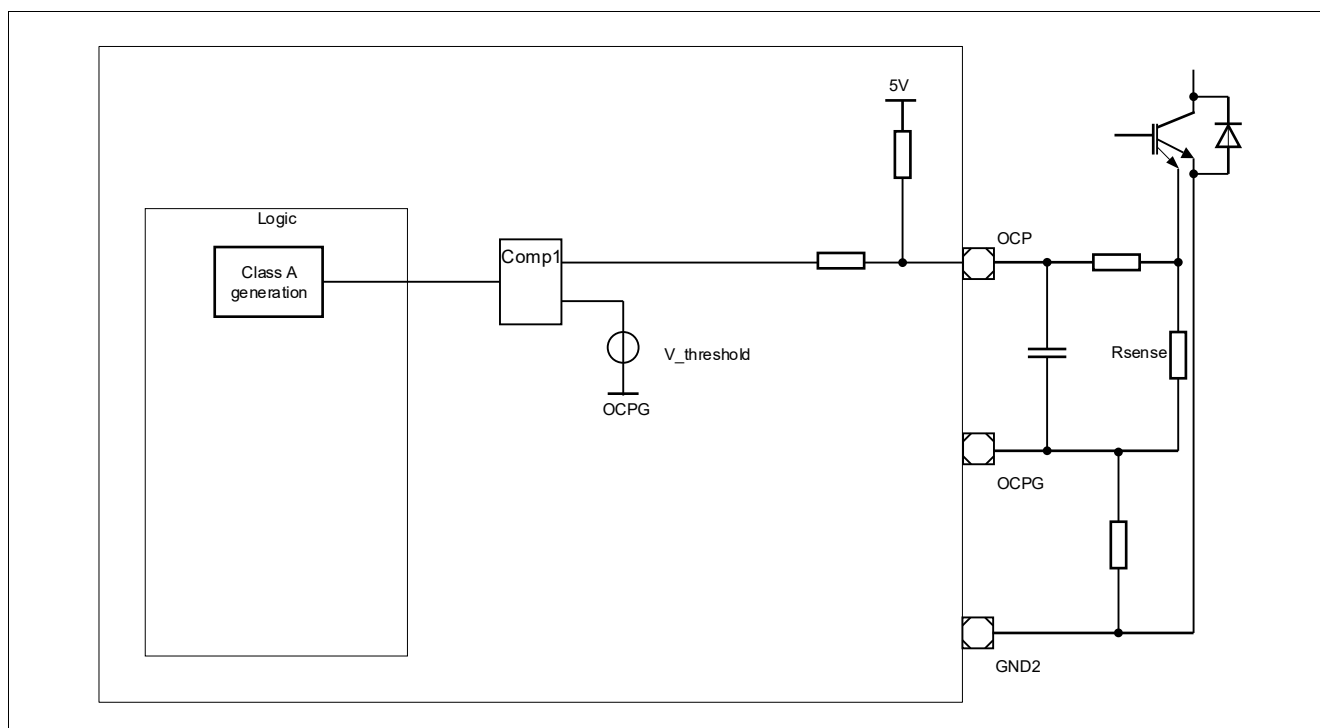 5V
OCP
Logic
Class A
generation
Comp1
V_threshold
Rsense
OCPG
OCPG
GND2